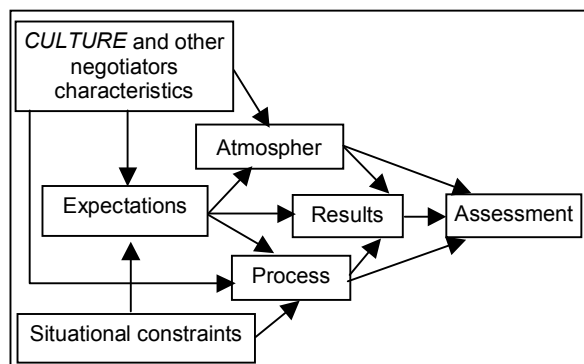 CULTURE and other
negotiators
characteristics
Atmospher
Expectations
Results
Assessment
Process
Situational constraints